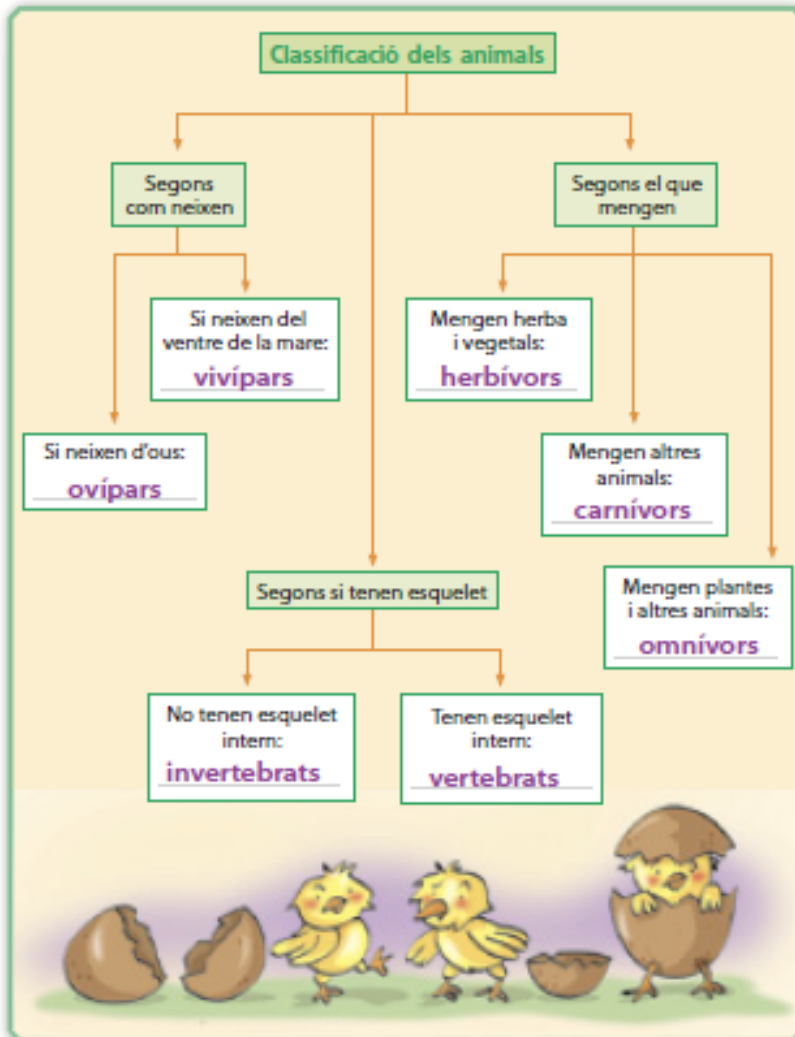 Classificació dels animals
Segons
com neixen
Segons el que
mengen
Si neixen del
ventre de la mare:
vivípars
Mengen herba
i vegetals:
herbívors
Si neixen d'ous:
ovípars
Mengen altres
animals:
carnívors
Segons si tenen esquelet
Mengen plantes
i altres animals:
omnívors
No tenen esquelet
intern:
invertebrats
Tenen esquelet
intern:
vertebrats